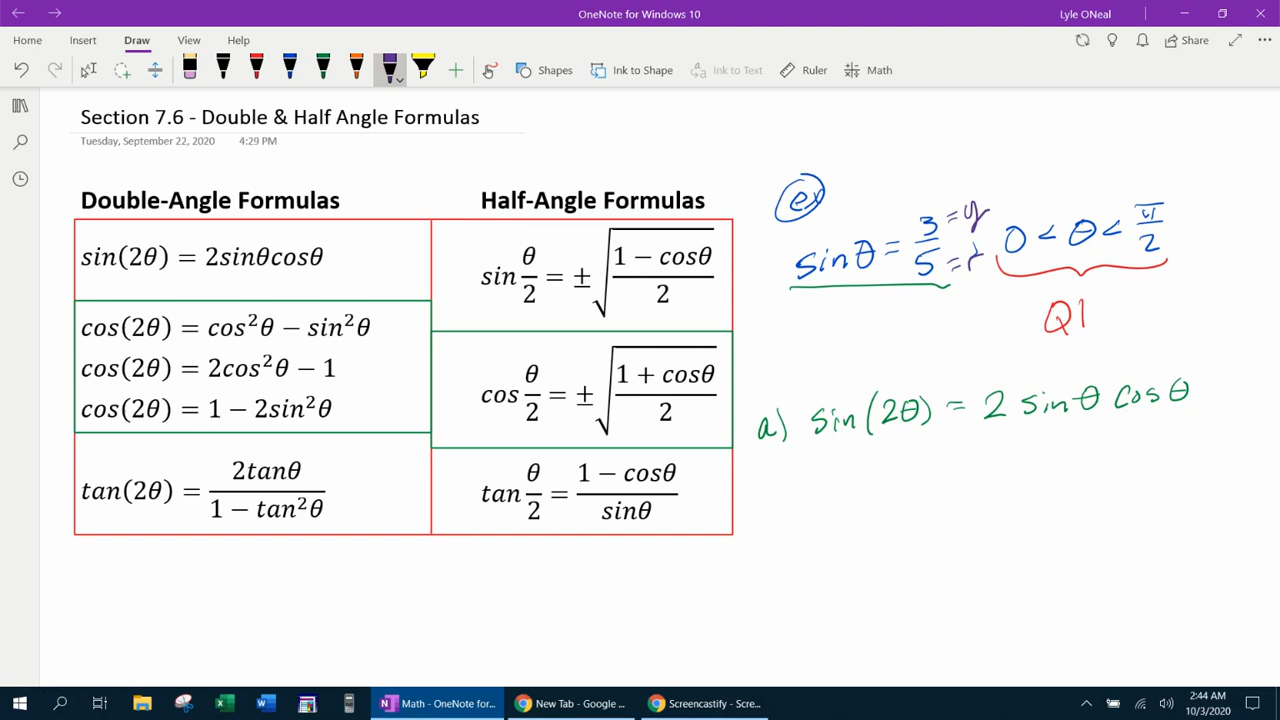 OneNote for Windows 10
Lyle ONeal
Home Insert Draw View Help
Share
Shapes Ink to Shape Ink to Text Ruler Math
Section 7.6 - Double & Half Angle Formulas
Tuesday, September 22, 2020 4:29 PM
Double-Angle Formulas
sin(2θ) = 2sinθcosθ
cos(2θ) = cos²θ − sin²θ
cos(2θ) = 2cos²θ − 1
cos(2θ) = 1 − 2sin²θ
tan(2θ) = 2tanθ / 1 − tan²θ
Half-Angle Formulas
sin θ/2 = ± √(1 − cosθ / 2)
cos θ/2 = ± √(1 + cosθ / 2)
tan θ/2 = 1 − cosθ / sinθ
ex
sinθ = 3/5 =y =r 0 < θ < π/2
Q1
a) sin(2θ) = 2 sinθ cosθ
Math - OneNote for... New Tab - Google ... Screencastify - Scre...
2:44 AM
10/3/2020